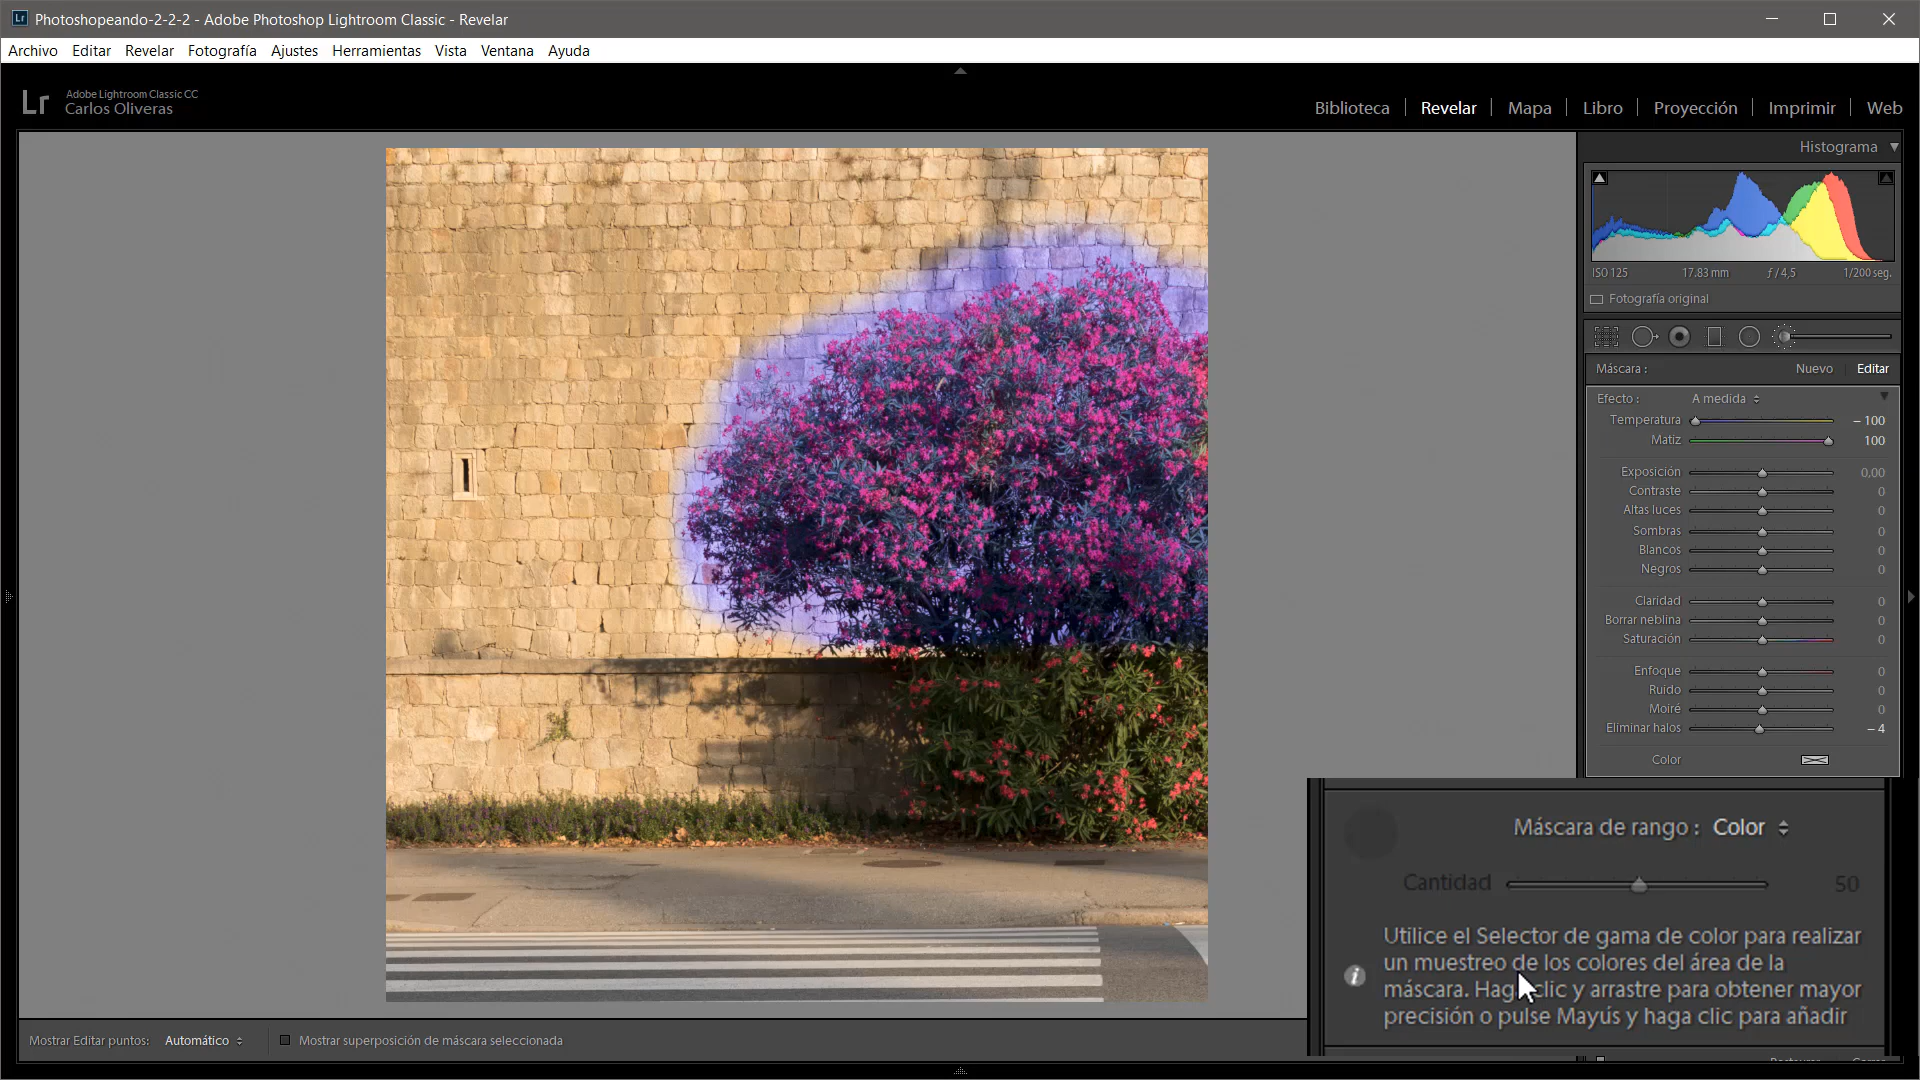 Lr Photoshopeando-2-2-2 - Adobe Photoshop Lightroom Classic - Revelar
Archivo Editar Revelar Fotografía Ajustes Herramientas Vista Ventana Ayuda
Lr Adobe Lightroom Classic CC
Carlos Oliveras
Biblioteca | Revelar | Mapa | Libro | Proyección | Imprimir | Web
Histograma
ISO 125 17.83 mm ƒ / 4,5 1/200 seg.
Fotografía original
Máscara : Nuevo Editar
Efecto : A medida
Temperatura – 100
Matiz 100
Exposición 0,00
Contraste 0
Altas luces 0
Sombras 0
Blancos 0
Negros 0
Claridad 0
Borrar neblina 0
Saturación 0
Enfoque 0
Ruido 0
Moiré 0
Eliminar halos – 4
Color
Máscara de rango : Color
Cantidad 50
Utilice el Selector de gama de color para realizar
un muestreo de los colores del área de la
máscara. Haga clic y arrastre para obtener mayor
precisión o pulse Mayús y haga clic para añadir
Mostrar Editar puntos: Automático Mostrar superposición de máscara seleccionada